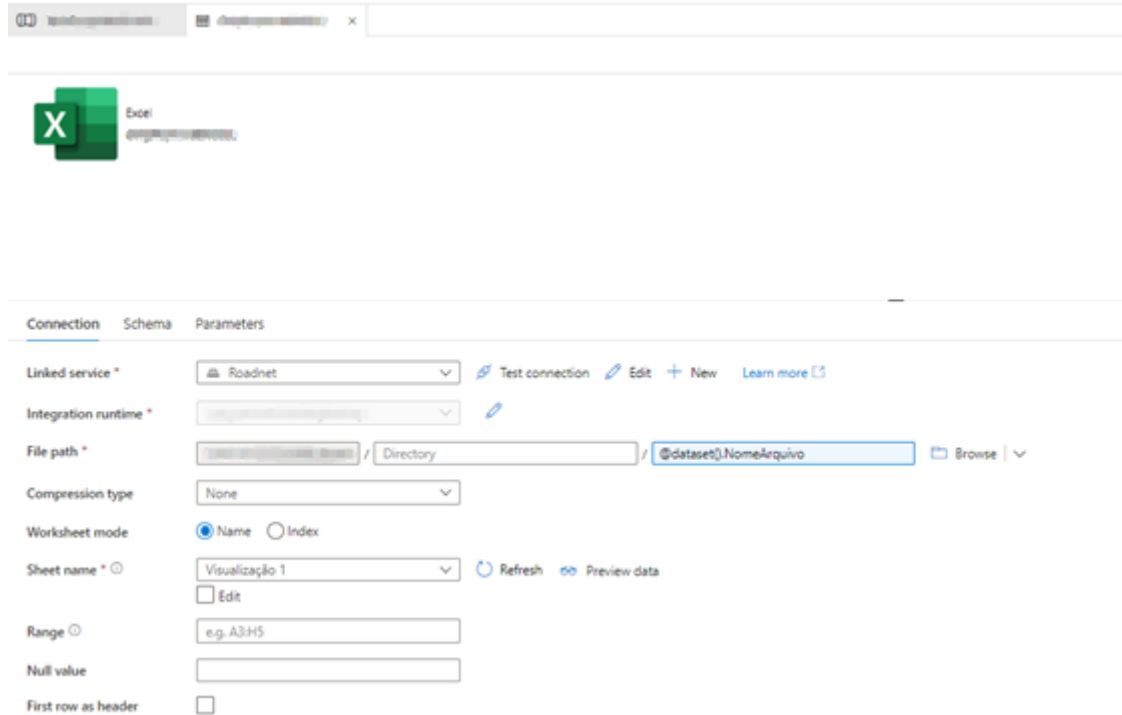 Excel
Connection Schema Parameters
Linked service * Roadnet Test connection Edit New Learn more
Integration runtime *
File path * / Directory / @dataset().NomeArquivo Browse
Compression type None
Worksheet mode Name Index
Sheet name * Visualização 1 Refresh Preview data
Edit
Range e.g. A3:H5
Null value
First row as header